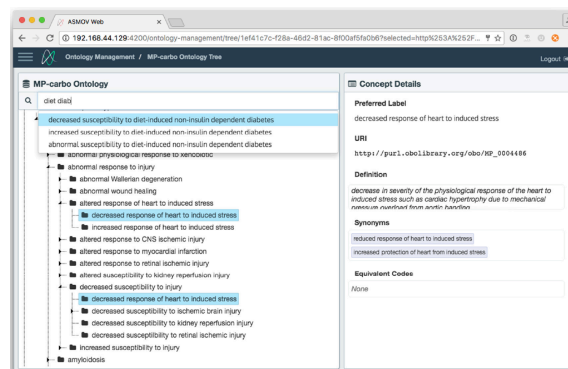 ASMOV Web
192.168.44.129:4200/ontology-management/tree/1ef41c7c-f28a-46d2-81ac-8f00af5fa0b6?selected=http%253A%252F...
Ontology Management / MP-carbo Ontology Tree
Logout
MP-carbo Ontology
diet diab
decreased susceptibility to diet-induced non-insulin dependent diabetes
increased susceptibility to diet-induced non-insulin dependent diabetes
abnormal susceptibility to diet-induced non-insulin dependent diabetes
abnormal physiological response to xenobiotic
abnormal response to injury
abnormal Wallerian degeneration
abnormal wound healing
altered response of heart to induced stress
decreased response of heart to induced stress
increased response of heart to induced stress
altered response to CNS ischemic injury
altered response to myocardial infarction
altered response to retinal ischemic injury
altered susceptibility to kidney reperfusion injury
decreased susceptibility to injury
decreased response of heart to induced stress
decreased susceptibility to ischemic brain injury
decreased susceptibility to kidney reperfusion injury
decreased susceptibility to retinal ischemic injury
increased susceptibility to injury
amyloidosis
Concept Details
Preferred Label
decreased response of heart to induced stress
URI
http://purl.obolibrary.org/obo/MP_0004486
Definition
decrease in severity of the physiological response of the heart to
induced stress such as cardiac hypertrophy due to mechanical
pressure overload from aortic banding
Synonyms
reduced response of heart to induced stress
increased protection of heart from induced stress
Equivalent Codes
None